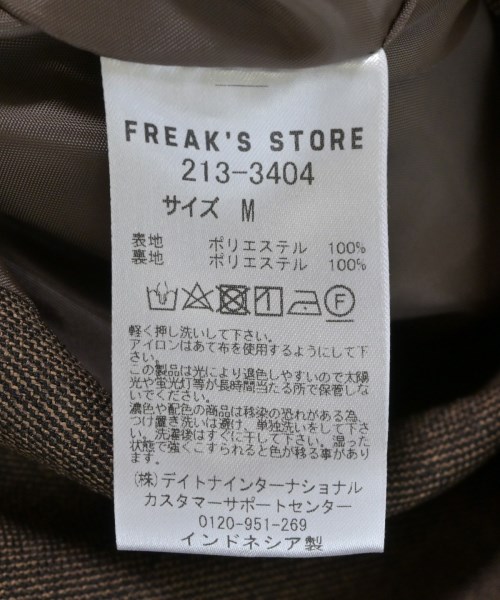 FREAK'S STORE
213-3404
サイズ M
表地 ポリエステル 100%
裏地 ポリエステル 100%
F
軽く押し洗いして下さい。
アイロンはあて布を使用するようにして下
さい。
この製品は光により退色しやすいので太陽
光や蛍光灯等が長時間当たる所で保管しな
いでください。
濃色や配色の商品は移染の恐れがある為、
つけ置き洗いは避け、単独洗いをして下さ
い。洗濯後はすぐに干して下さい。湿った
状態で強くこすられると色が移る事があり
ます。
(株)デイトナインターナショナル
カスタマーサポートセンター
0120-951-269
インドネシア製